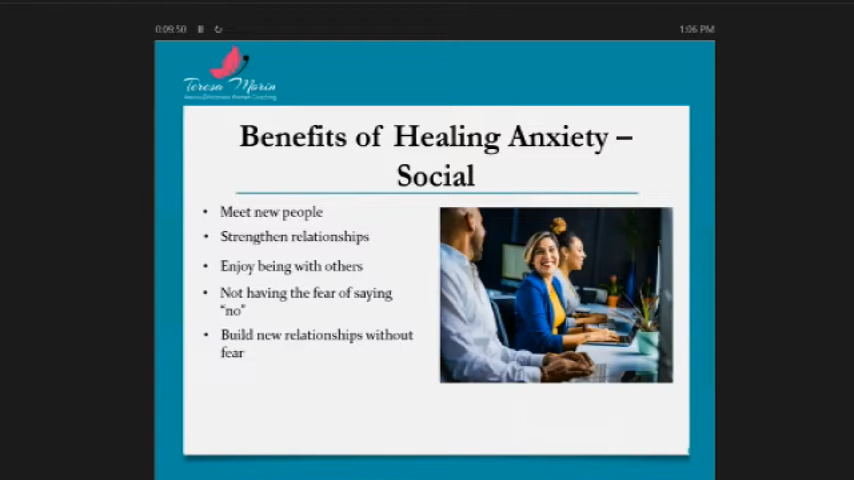 0:09:50
1:06 PM
Teresa Morin
Benefits of Healing Anxiety –
Social
• Meet new people
• Strengthen relationships
• Enjoy being with others
• Not having the fear of saying
“no”
• Build new relationships without
fear